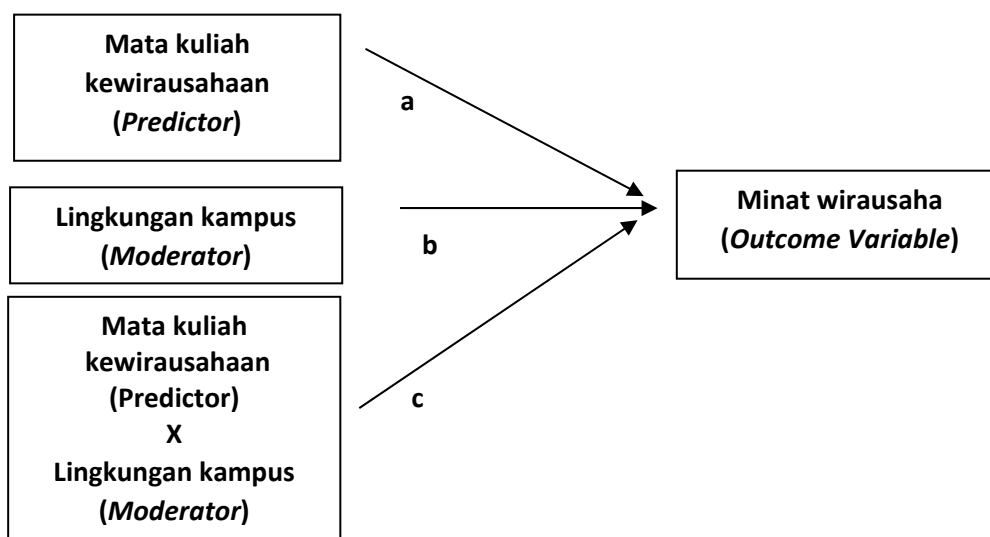 Mata kuliah
kewirausahaan
(Predictor)
a
Lingkungan kampus
(Moderator)
b
Mata kuliah
kewirausahaan
(Predictor)
X
Lingkungan kampus
(Moderator)
c
Minat wirausaha
(Outcome Variable)